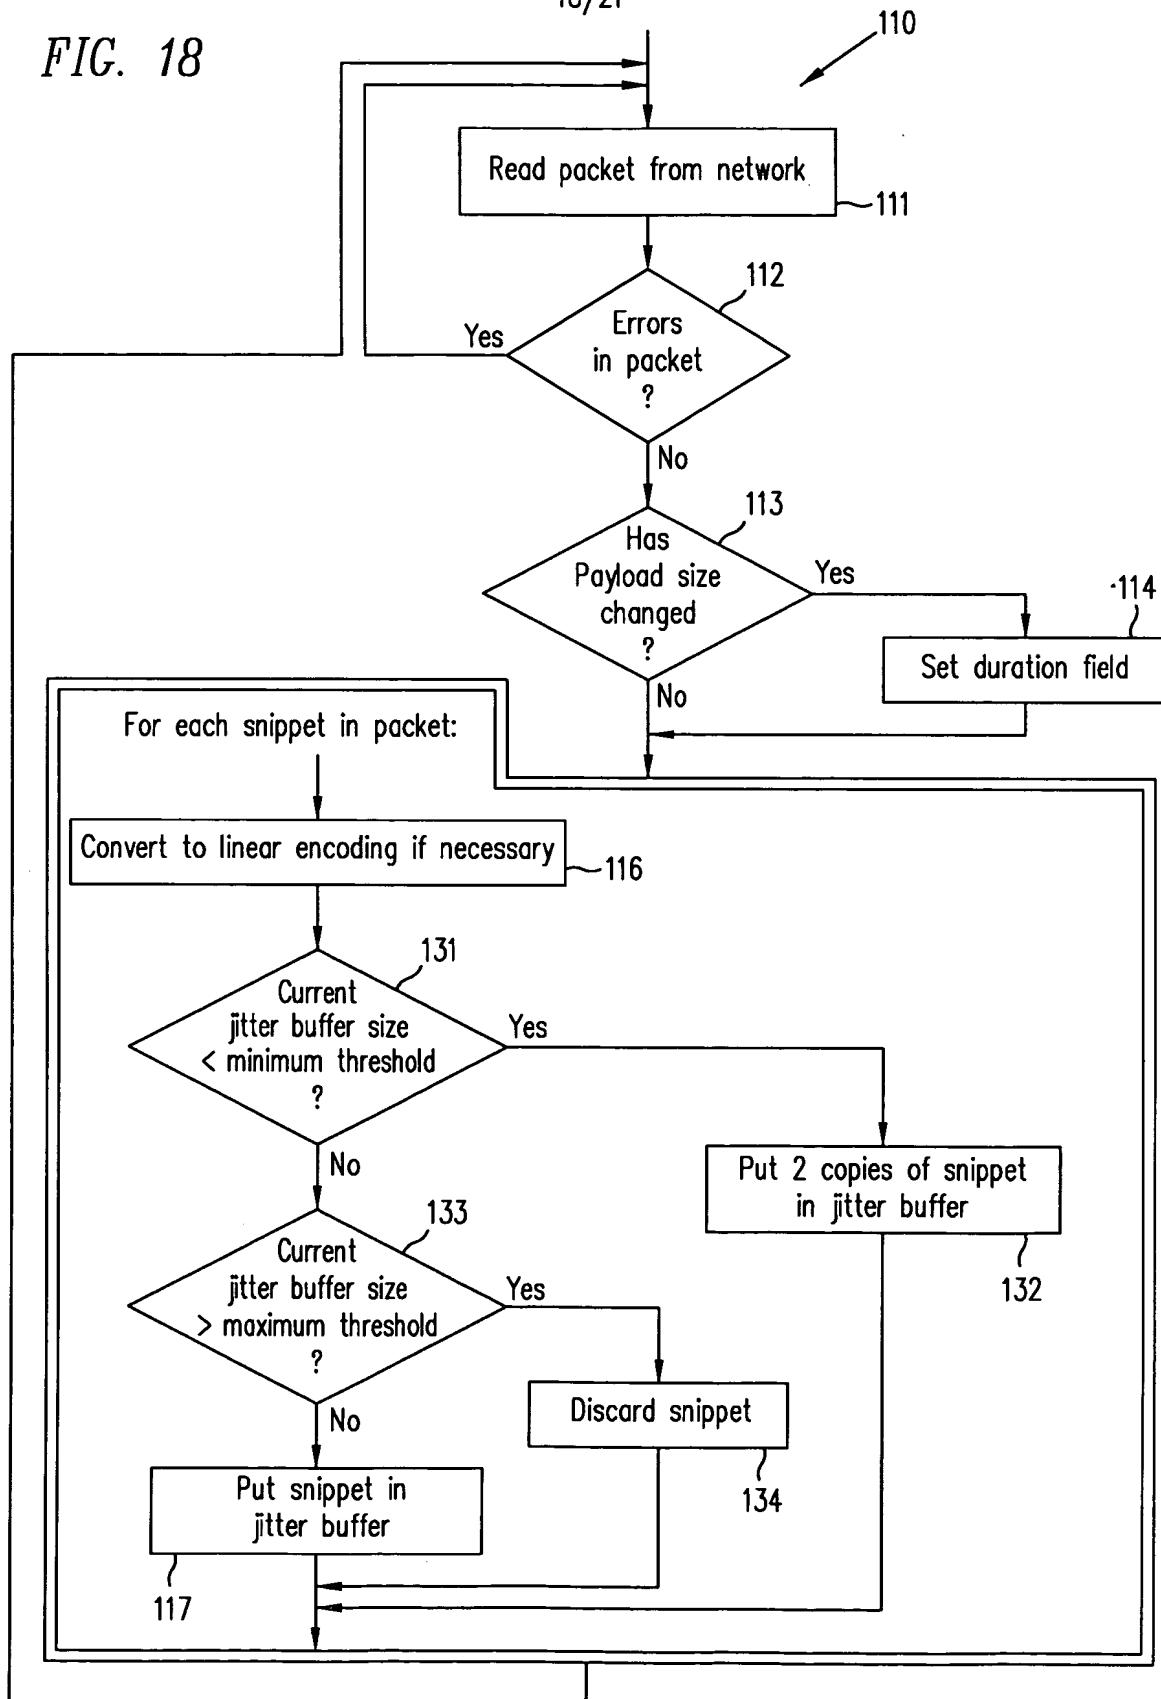 FIG. 18
110
Read packet from network
111
112
Errors
in packet
?
Yes
No
113
Has
Payload size
changed
?
Yes
114
Set duration field
No
For each snippet in packet:
Convert to linear encoding if necessary
116
131
Current
jitter buffer size
< minimum threshold
?
Yes
No
Put 2 copies of snippet
in jitter buffer
132
133
Current
jitter buffer size
> maximum threshold
?
Yes
No
Discard snippet
134
Put snippet in
jitter buffer
117